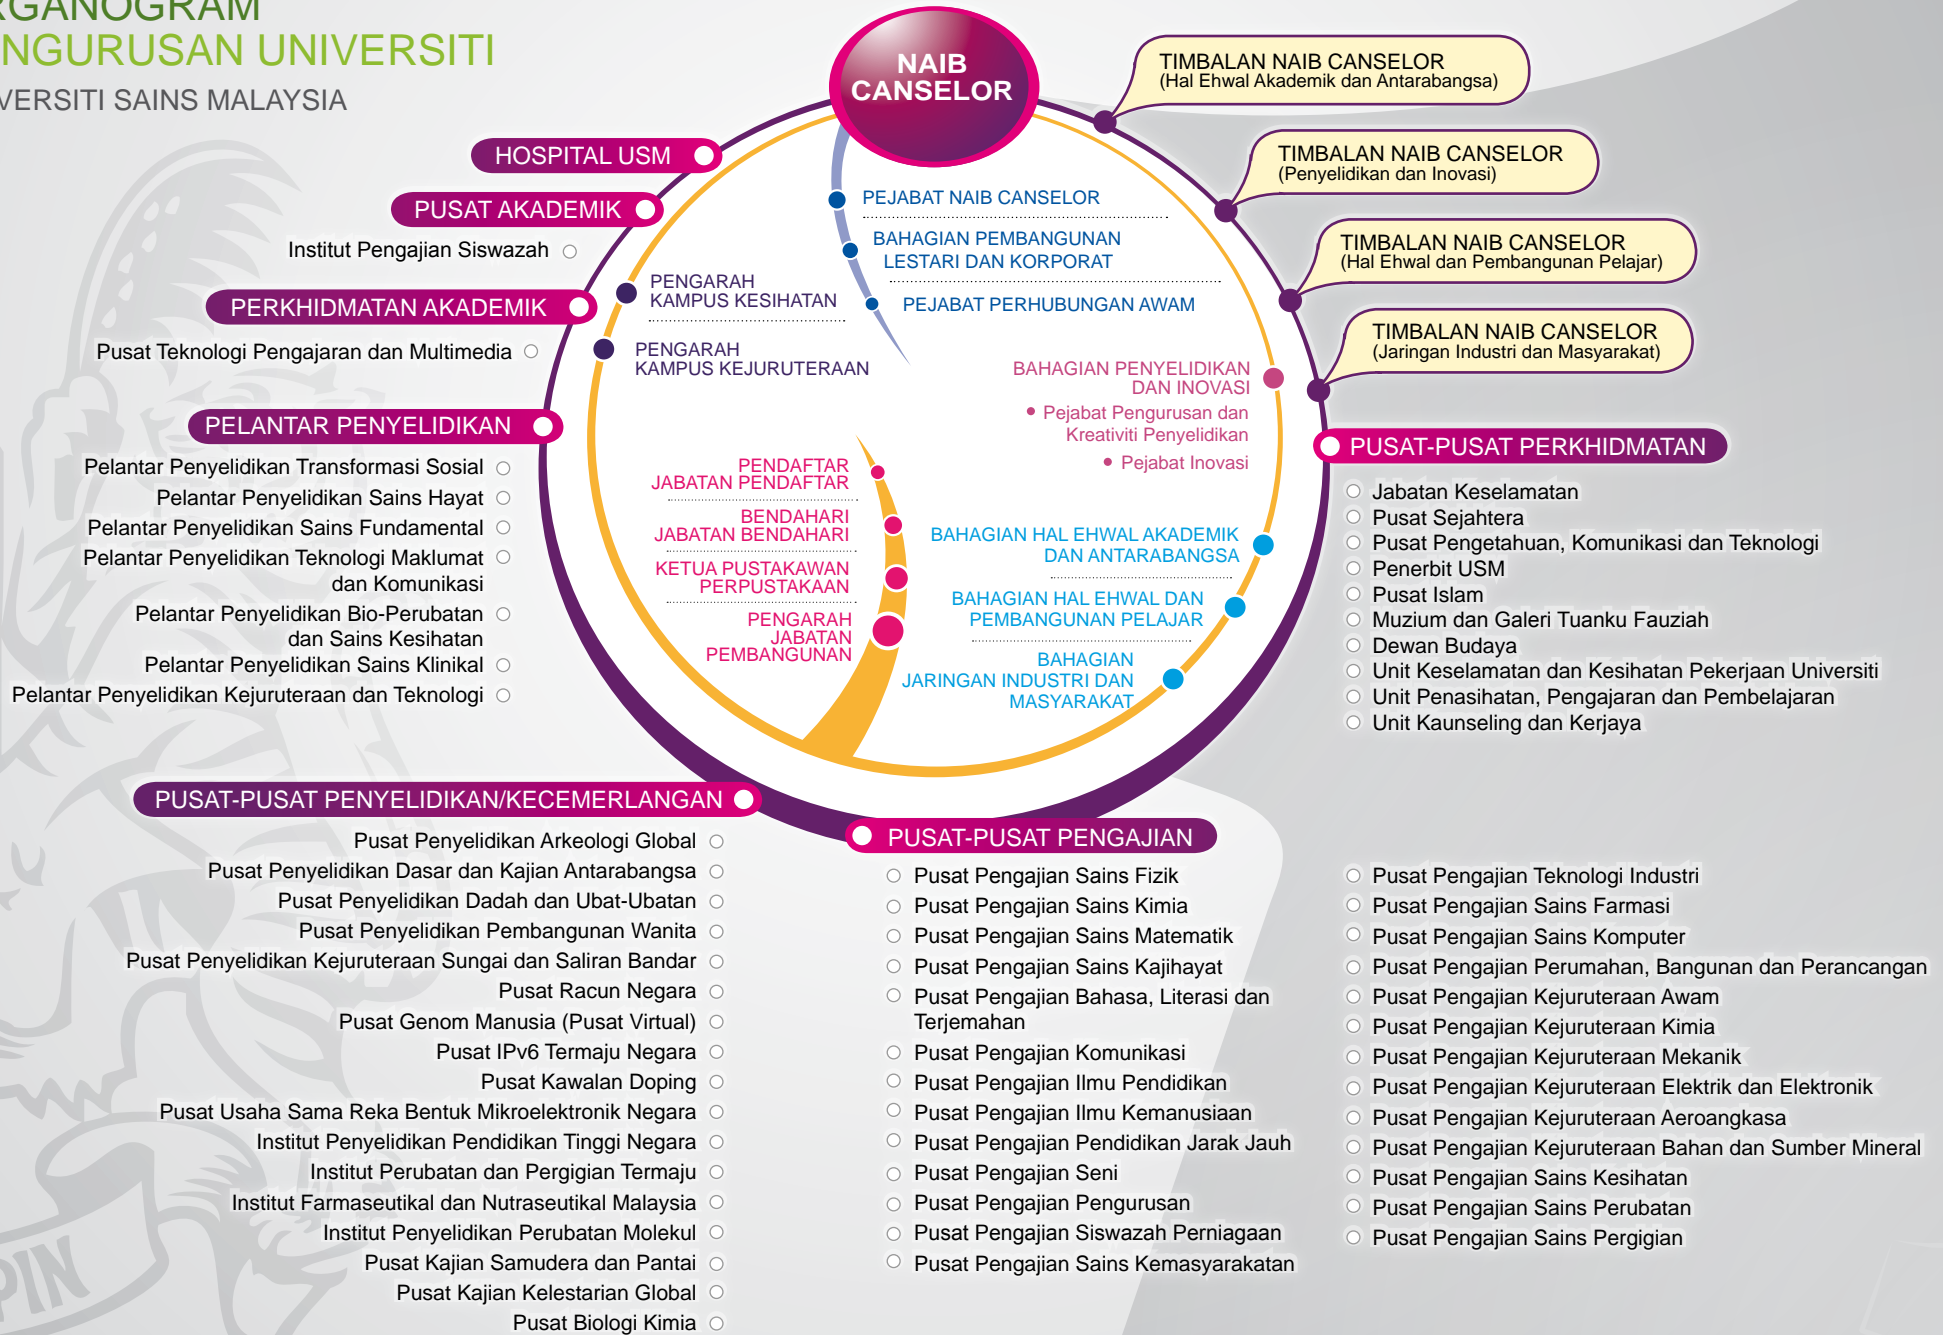 RGANOGRAM
NGURUSAN UNIVERSITI
VERSITI SAINS MALAYSIA
NAIB
CANSELOR
TIMBALAN NAIB CANSELOR
(Hal Ehwal Akademik dan Antarabangsa)
TIMBALAN NAIB CANSELOR
(Penyelidikan dan Inovasi)
TIMBALAN NAIB CANSELOR
(Hal Ehwal dan Pembangunan Pelajar)
TIMBALAN NAIB CANSELOR
(Jaringan Industri dan Masyarakat)
HOSPITAL USM
PUSAT AKADEMIK
Institut Pengajian Siswazah
PERKHIDMATAN AKADEMIK
Pusat Teknologi Pengajaran dan Multimedia
PELANTAR PENYELIDIKAN
Pelantar Penyelidikan Transformasi Sosial
Pelantar Penyelidikan Sains Hayat
Pelantar Penyelidikan Sains Fundamental
Pelantar Penyelidikan Teknologi Maklumat
dan Komunikasi
Pelantar Penyelidikan Bio-Perubatan
dan Sains Kesihatan
Pelantar Penyelidikan Sains Klinikal
Pelantar Penyelidikan Kejuruteraan dan Teknologi
PEJABAT NAIB CANSELOR
BAHAGIAN PEMBANGUNAN
LESTARI DAN KORPORAT
PEJABAT PERHUBUNGAN AWAM
PENGARAH
KAMPUS KESIHATAN
PENGARAH
KAMPUS KEJURUTERAAN
BAHAGIAN PENYELIDIKAN
DAN INOVASI
• Pejabat Pengurusan dan
Kreativiti Penyelidikan
• Pejabat Inovasi
PENDAFTAR
JABATAN PENDAFTAR
BENDAHARI
JABATAN BENDAHARI
KETUA PUSTAKAWAN
PERPUSTAKAAN
PENGARAH
JABATAN
PEMBANGUNAN
BAHAGIAN HAL EHWAL AKADEMIK
DAN ANTARABANGSA
BAHAGIAN HAL EHWAL DAN
PEMBANGUNAN PELAJAR
BAHAGIAN
JARINGAN INDUSTRI DAN
MASYARAKAT
PUSAT-PUSAT PERKHIDMATAN
Jabatan Keselamatan
Pusat Sejahtera
Pusat Pengetahuan, Komunikasi dan Teknologi
Penerbit USM
Pusat Islam
Muzium dan Galeri Tuanku Fauziah
Dewan Budaya
Unit Keselamatan dan Kesihatan Pekerjaan Universiti
Unit Penasihatan, Pengajaran dan Pembelajaran
Unit Kaunseling dan Kerjaya
PUSAT-PUSAT PENYELIDIKAN/KECEMERLANGAN
Pusat Penyelidikan Arkeologi Global
Pusat Penyelidikan Dasar dan Kajian Antarabangsa
Pusat Penyelidikan Dadah dan Ubat-Ubatan
Pusat Penyelidikan Pembangunan Wanita
Pusat Penyelidikan Kejuruteraan Sungai dan Saliran Bandar
Pusat Racun Negara
Pusat Genom Manusia (Pusat Virtual)
Pusat IPv6 Termaju Negara
Pusat Kawalan Doping
Pusat Usaha Sama Reka Bentuk Mikroelektronik Negara
Institut Penyelidikan Pendidikan Tinggi Negara
Institut Perubatan dan Pergigian Termaju
Institut Farmaseutikal dan Nutraseutikal Malaysia
Institut Penyelidikan Perubatan Molekul
Pusat Kajian Samudera dan Pantai
Pusat Kajian Kelestarian Global
Pusat Biologi Kimia
PUSAT-PUSAT PENGAJIAN
Pusat Pengajian Sains Fizik
Pusat Pengajian Sains Kimia
Pusat Pengajian Sains Matematik
Pusat Pengajian Sains Kajihayat
Pusat Pengajian Bahasa, Literasi dan
Terjemahan
Pusat Pengajian Komunikasi
Pusat Pengajian Ilmu Pendidikan
Pusat Pengajian Ilmu Kemanusiaan
Pusat Pengajian Pendidikan Jarak Jauh
Pusat Pengajian Seni
Pusat Pengajian Pengurusan
Pusat Pengajian Siswazah Perniagaan
Pusat Pengajian Sains Kemasyarakatan
Pusat Pengajian Teknologi Industri
Pusat Pengajian Sains Farmasi
Pusat Pengajian Sains Komputer
Pusat Pengajian Perumahan, Bangunan dan Perancangan
Pusat Pengajian Kejuruteraan Awam
Pusat Pengajian Kejuruteraan Kimia
Pusat Pengajian Kejuruteraan Mekanik
Pusat Pengajian Kejuruteraan Elektrik dan Elektronik
Pusat Pengajian Kejuruteraan Aeroangkasa
Pusat Pengajian Kejuruteraan Bahan dan Sumber Mineral
Pusat Pengajian Sains Kesihatan
Pusat Pengajian Sains Perubatan
Pusat Pengajian Sains Pergigian
PIN